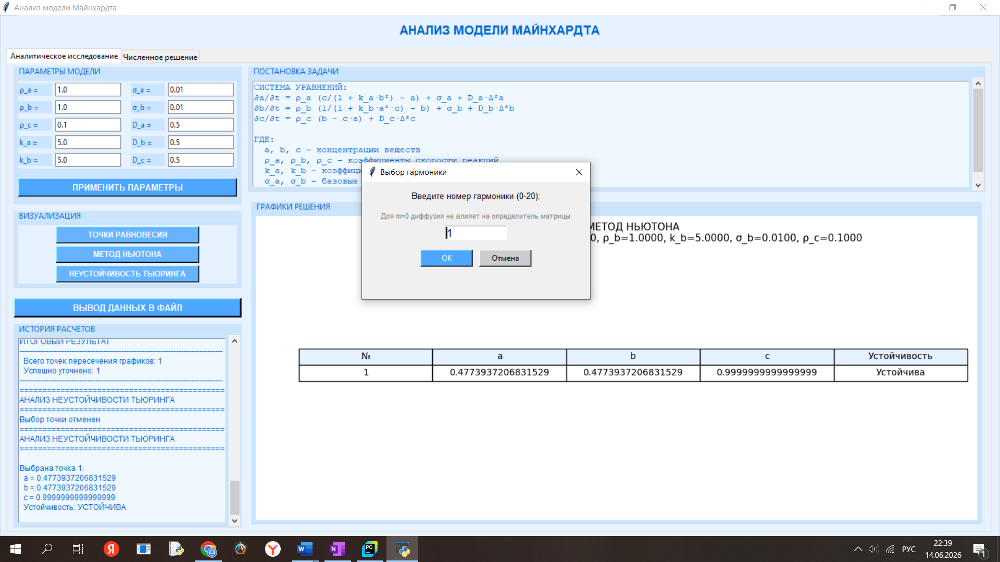 Анализ модели Майнхардта
АНАЛИЗ МОДЕЛИ МАЙНХАРДТА
Аналитическое исследование
Численное решение
ПАРАМЕТРЫ МОДЕЛИ
ρ_a = 1.0 σ_a = 0.01
ρ_b = 1.0 σ_b = 0.01
ρ_c = 0.1 D_a = 0.5
k_a = 5.0 D_b = 0.5
k_b = 5.0 D_c = 0.5
ПРИМЕНИТЬ ПАРАМЕТРЫ
ВИЗУАЛИЗАЦИЯ
ТОЧКИ РАВНОВЕСИЯ
МЕТОД НЬЮТОНА
НЕУСТОЙЧИВОСТЬ ТЬЮРИНГА
ВЫВОД ДАННЫХ В ФАЙЛ
ИСТОРИЯ РАСЧЕТОВ
ИТОГОВЫЙ РЕЗУЛЬТАТ
Всего точек пересечения графиков: 1
Успешно уточнено: 1
АНАЛИЗ НЕУСТОЙЧИВОСТИ ТЬЮРИНГА
Выбор точки отменен
АНАЛИЗ НЕУСТОЙЧИВОСТИ ТЬЮРИНГА
Выбрана точка 1:
a = 0.4773937206831529
b = 0.4773937206831529
c = 0.9999999999999999
Устойчивость: УСТОЙЧИВА
ПОСТАНОВКА ЗАДАЧИ
СИСТЕМА УРАВНЕНИЙ:
∂a/∂t = ρ_a (c/(1 + k_a·b²) − a) + σ_a + D_a·Δ²a
∂b/∂t = ρ_b (1/(1 + k_b·a²·c) − b) + σ_b + D_b·Δ²b
∂c/∂t = ρ_c (b − c·a) + D_c·Δ²c
ГДЕ:
a, b, c − концентрации веществ
ρ_a, ρ_b, ρ_c − коэффициенты скорости реакций
k_a, k_b − коэффици
σ_a, σ_b − базовые
Выбор гармоники
Введите номер гармоники (0-20):
Для m=0 диффузия не влияет на определитель матрицы
1
ОК
Отмена
ГРАФИКИ РЕШЕНИЯ
МЕТОД НЬЮТОНА
0, ρ_b=1.0000, k_b=5.0000, σ_b=0.0100, ρ_c=0.1000
№ a b c Устойчивость
1 0.4773937206831529 0.4773937206831529 0.9999999999999999 Устойчива
РУС
22:39
14.06.2026
1